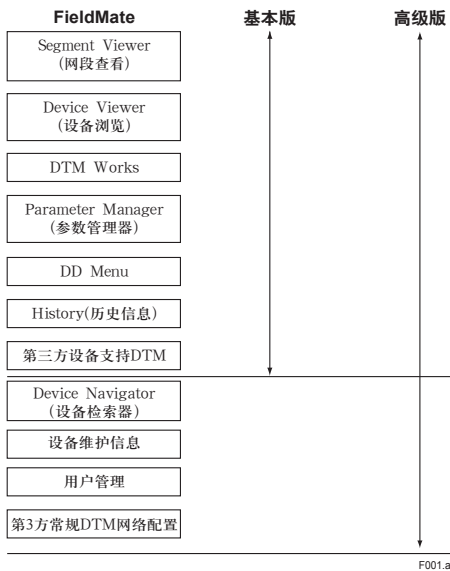 FieldMate 基本版 高级版
Segment Viewer
(网段查看)
Device Viewer
(设备浏览)
DTM Works
Parameter Manager
(参数管理器)
DD Menu
History(历史信息)
第三方设备支持DTM
Device Navigator
(设备检索器)
设备维护信息
用户管理
第3方常规DTM网络配置